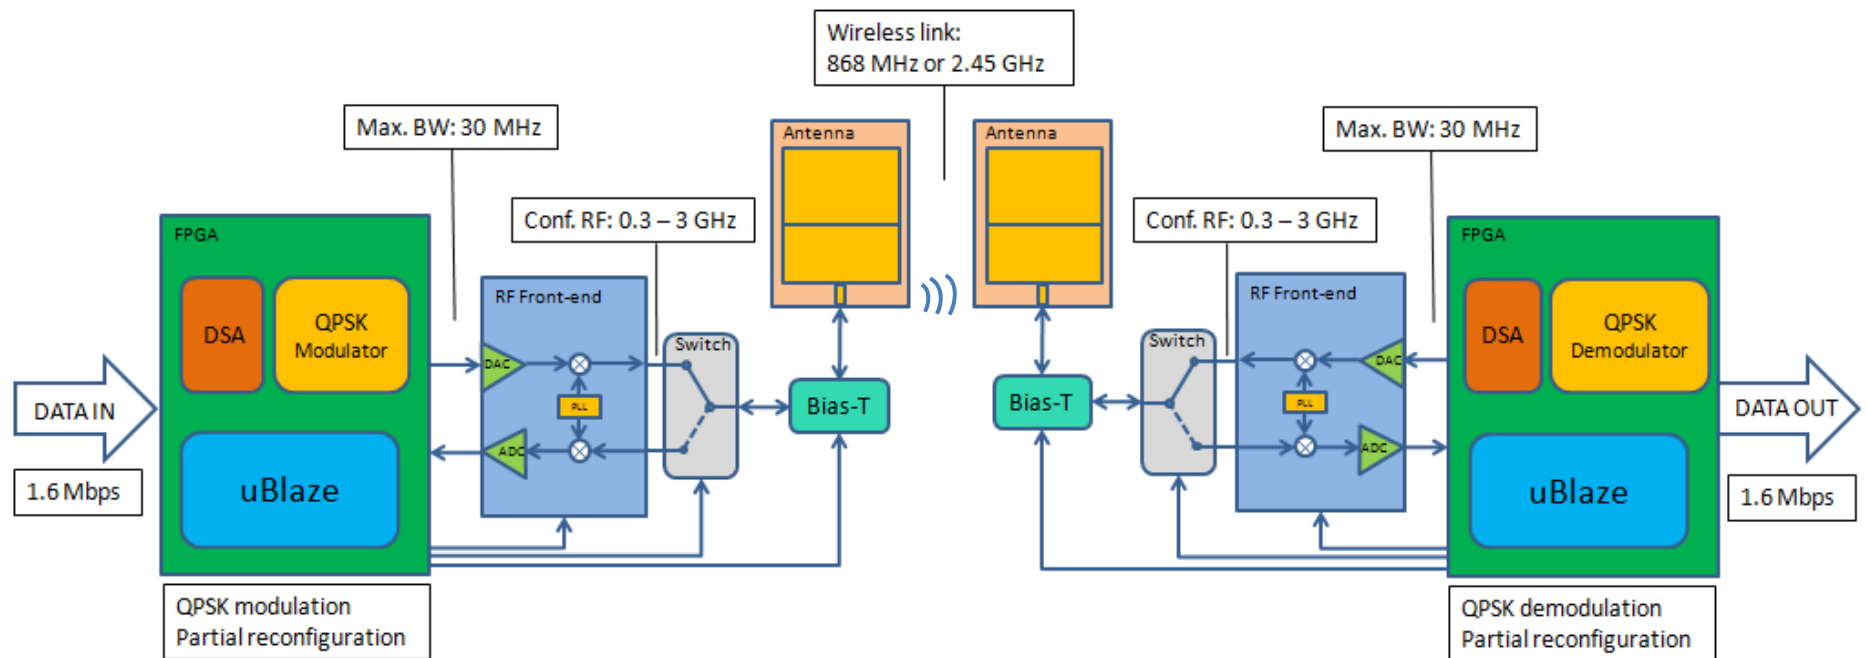 Wireless link:
868 MHz or 2.45 GHz
Max. BW: 30 MHz
Max. BW: 30 MHz
Antenna
Antenna
Conf. RF: 0.3 – 3 GHz
Conf. RF: 0.3 – 3 GHz
FPGA
DSA
QPSK
Modulator
uBlaze
RF Front-end
DAC
PLL
ADC
Switch
Bias-T
Bias-T
Switch
RF Front-end
DAC
PLL
ADC
FPGA
DSA
QPSK
Demodulator
uBlaze
DATA IN
1.6 Mbps
DATA OUT
1.6 Mbps
QPSK modulation
Partial reconfiguration
QPSK demodulation
Partial reconfiguration